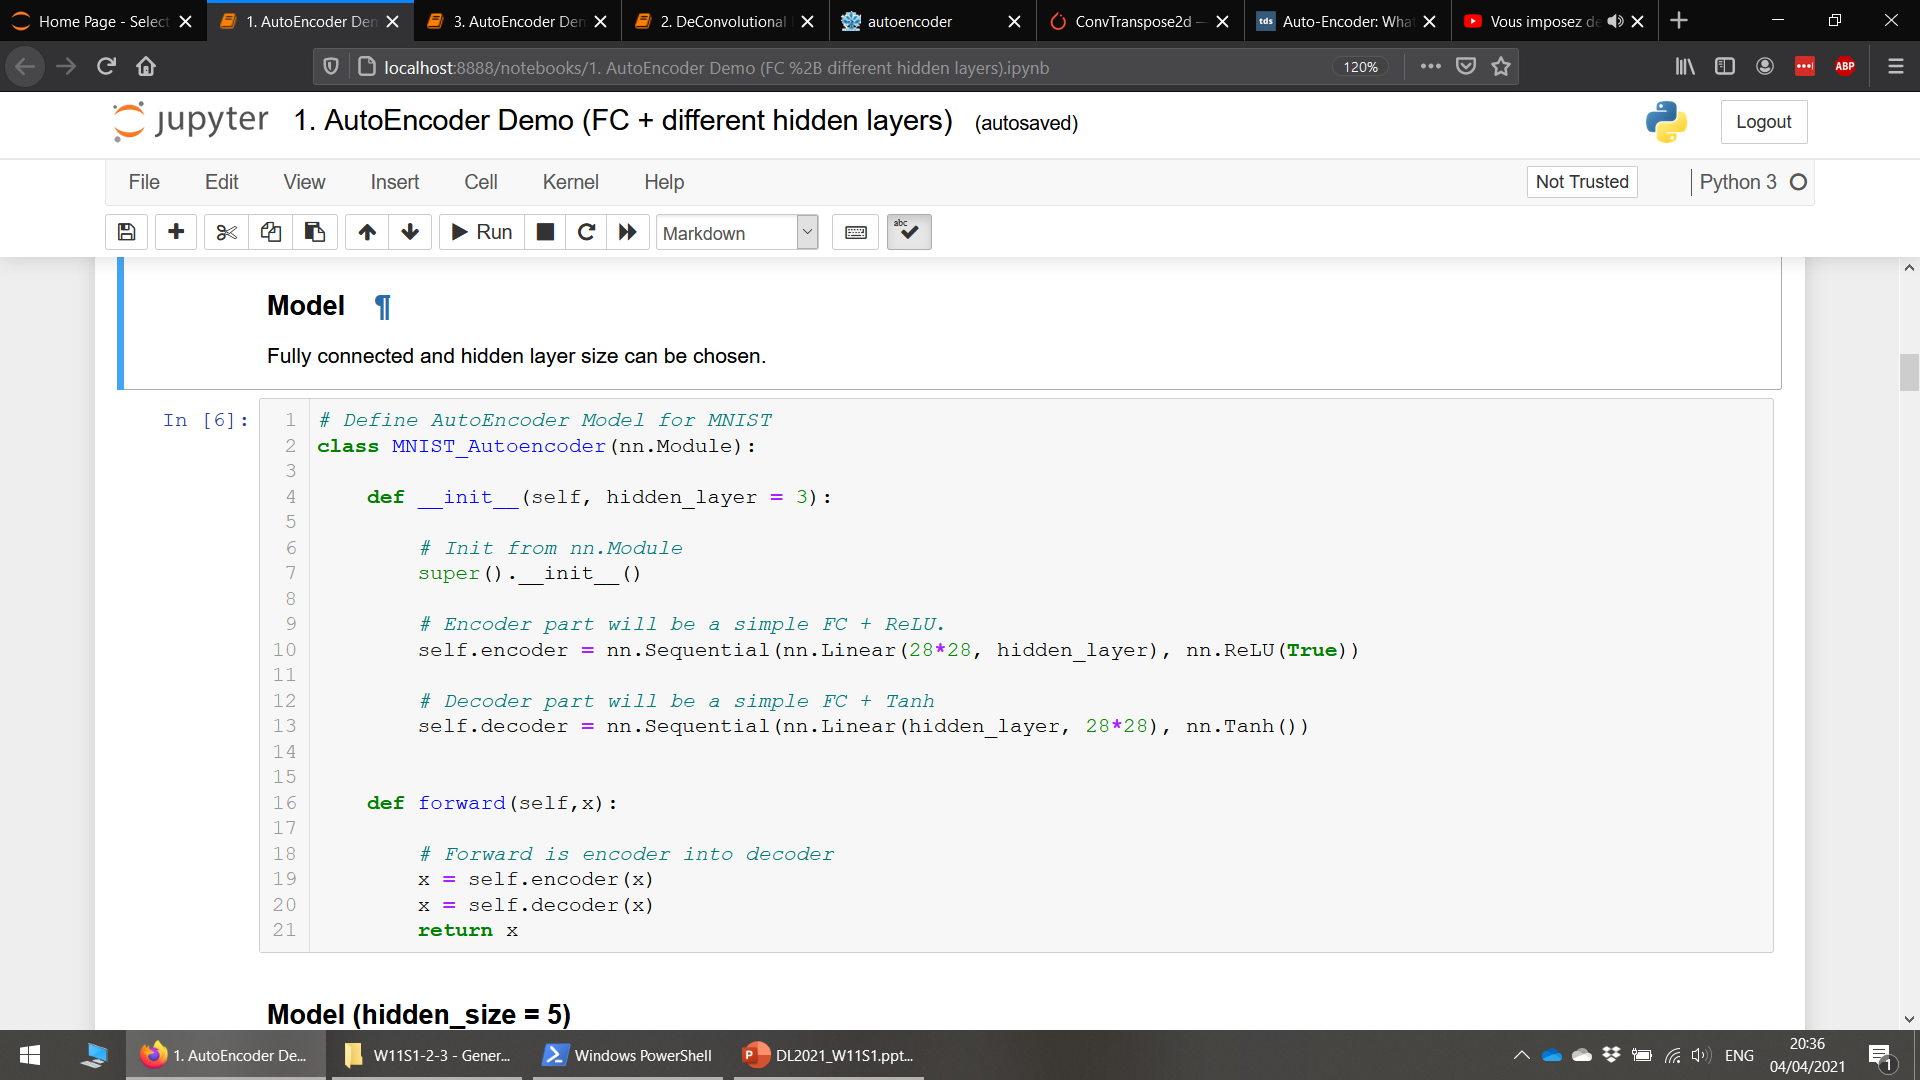 Home Page - Select
1. AutoEncoder Den
3. AutoEncoder Den
2. DeConvolutional
autoencoder
ConvTranspose2d —
tds Auto-Encoder: What
Vous imposez de
localhost:8888/notebooks/1. AutoEncoder Demo (FC %2B different hidden layers).ipynb
120%
ABP
jupyter
1. AutoEncoder Demo (FC + different hidden layers) (autosaved)
Logout
File Edit View Insert Cell Kernel Help
Not Trusted
Python 3
Run
Markdown
abc
Model ¶
Fully connected and hidden layer size can be chosen.
In [6]:
1 # Define AutoEncoder Model for MNIST
2 class MNIST_Autoencoder(nn.Module):
3
4     def __init__(self, hidden_layer = 3):
5
6         # Init from nn.Module
7         super().__init__()
8
9         # Encoder part will be a simple FC + ReLU.
10         self.encoder = nn.Sequential(nn.Linear(28*28, hidden_layer), nn.ReLU(True))
11
12         # Decoder part will be a simple FC + Tanh
13         self.decoder = nn.Sequential(nn.Linear(hidden_layer, 28*28), nn.Tanh())
14
15
16     def forward(self,x):
17
18         # Forward is encoder into decoder
19         x = self.encoder(x)
20         x = self.decoder(x)
21         return x
Model (hidden_size = 5)
1. AutoEncoder De...
W11S1-2-3 - Gener...
Windows PowerShell
DL2021_W11S1.ppt...
ENG
20:36
04/04/2021
1